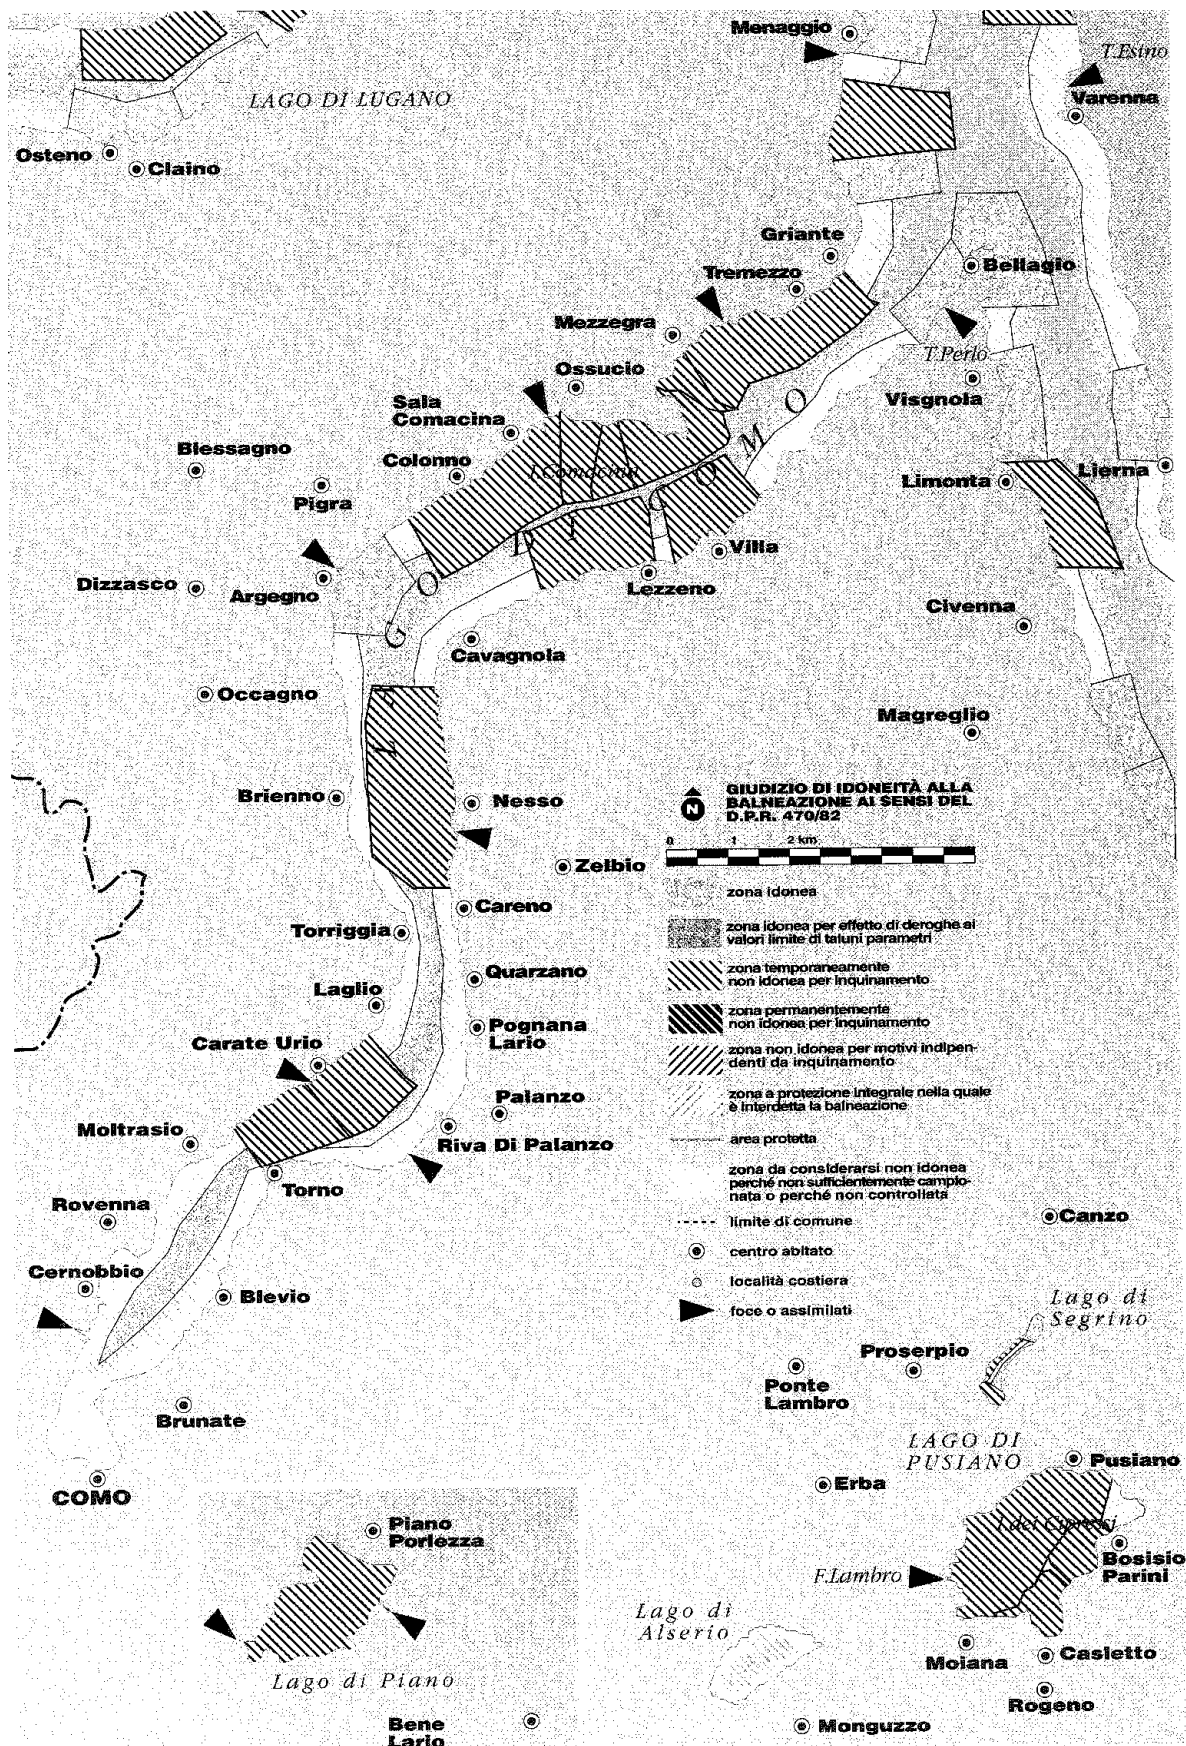 Menaggio
T.Esino
Varenna
LAGO DI LUGANO
Osteno
Claino
Griante
Tremezzo
Bellagio
Mezzegra
T.Perlo
Ossucio
Visgnola
Sala
Comacina
Blessagno
Colonno
I.Comacina
Limonta
Lierna
Pigra
Villa
Dizzasco
Argegno
Lezzeno
Civenna
LAGO DI COMO
Cavagnola
Occagno
Magreglio
Brienno
Nesso
N
GIUDIZIO DI IDONEITÀ ALLA
BALNEAZIONE AI SENSI DEL
D.P.R. 470/82
0 1 2 km
Zelbio
zona idonea
Careno
Torriggia
zona idonea per effetto di deroghe ai
valori limite di taluni parametri
Quarzano
zona temporaneamente
non idonea per inquinamento
Laglio
Pognana
Lario
zona permanentemente
non idonea per inquinamento
Carate Urio
zona non idonea per motivi indipen-
denti da inquinamento
Palanzo
zona a protezione integrale nella quale
è interdetta la balneazione
Moltrasio
Riva Di Palanzo
area protetta
Torno
zona da considerarsi non idonea
perché non sufficientemente campio-
nata o perché non controllata
Rovenna
limite di comune
Canzo
centro abitato
Cernobbio
Blevio
località costiera
foce o assimilati
Lago di
Segrino
Proserpio
Ponte
Lambro
Brunate
LAGO DI
PUSIANO
Pusiano
COMO
Erba
Piano
Porlezza
I.dei Cipressi
Bosisio
Parini
F.Lambro
Lago di
Alserio
Moiana
Casletto
Lago di Piano
Rogeno
Bene
Lario
Monguzzo